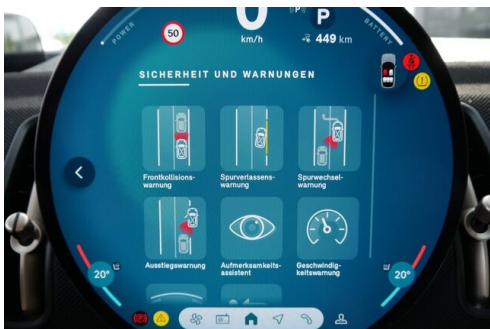 POWER
50
0
km/h
(P)
P
449 km
BATTERY
SICHERHEIT UND WARNUNGEN
Frontkollisions-
warnung
Spurverlassens-
warnung
Spurwechsel-
warnung
Ausstiegswarnung
Aufmerksamkeits-
assistent
Geschwindig-
keitswarnung
20°
20°